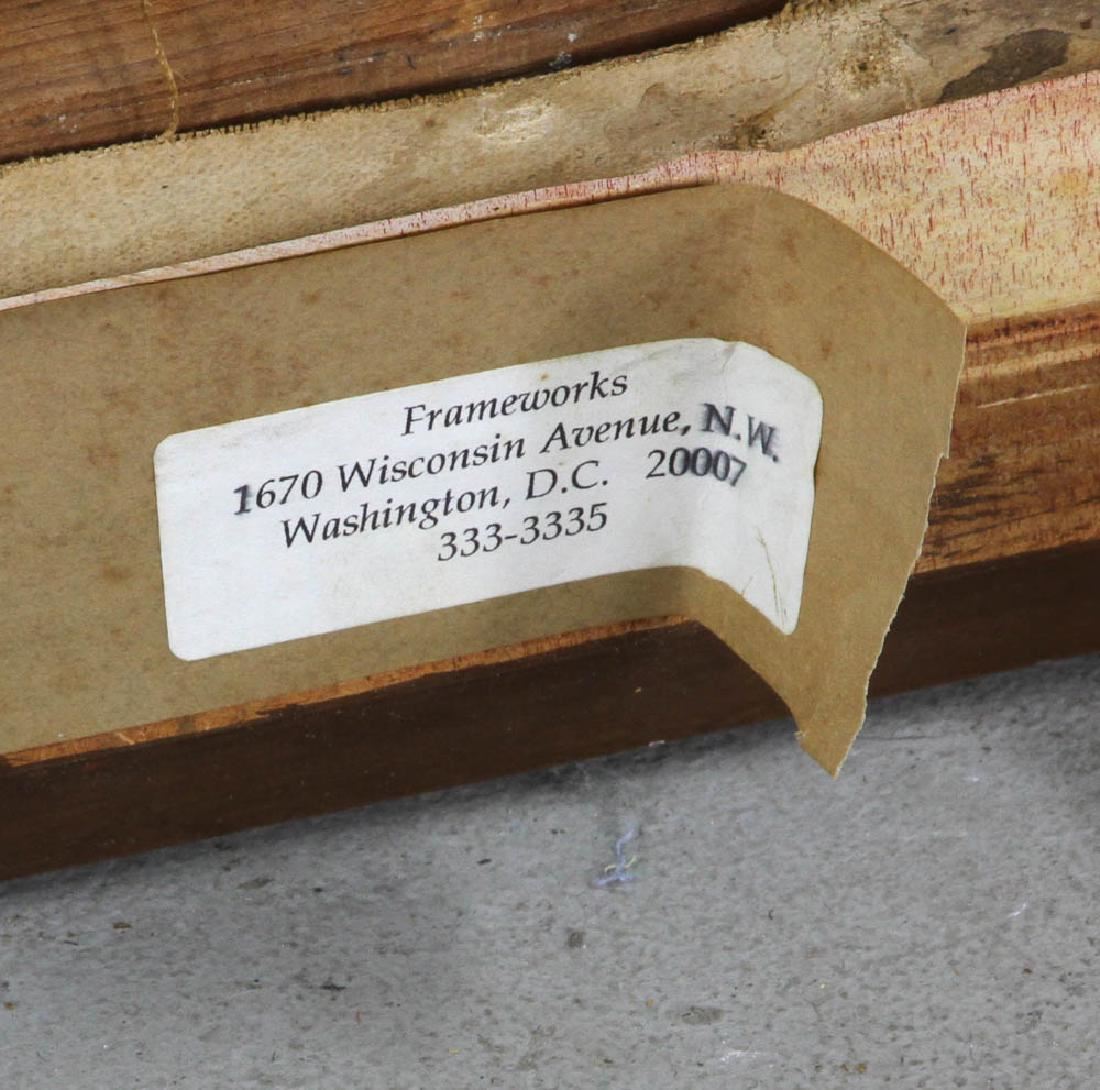 Frameworks
1670 Wisconsin Avenue, N.W.
Washington, D.C. 20007
333-3335